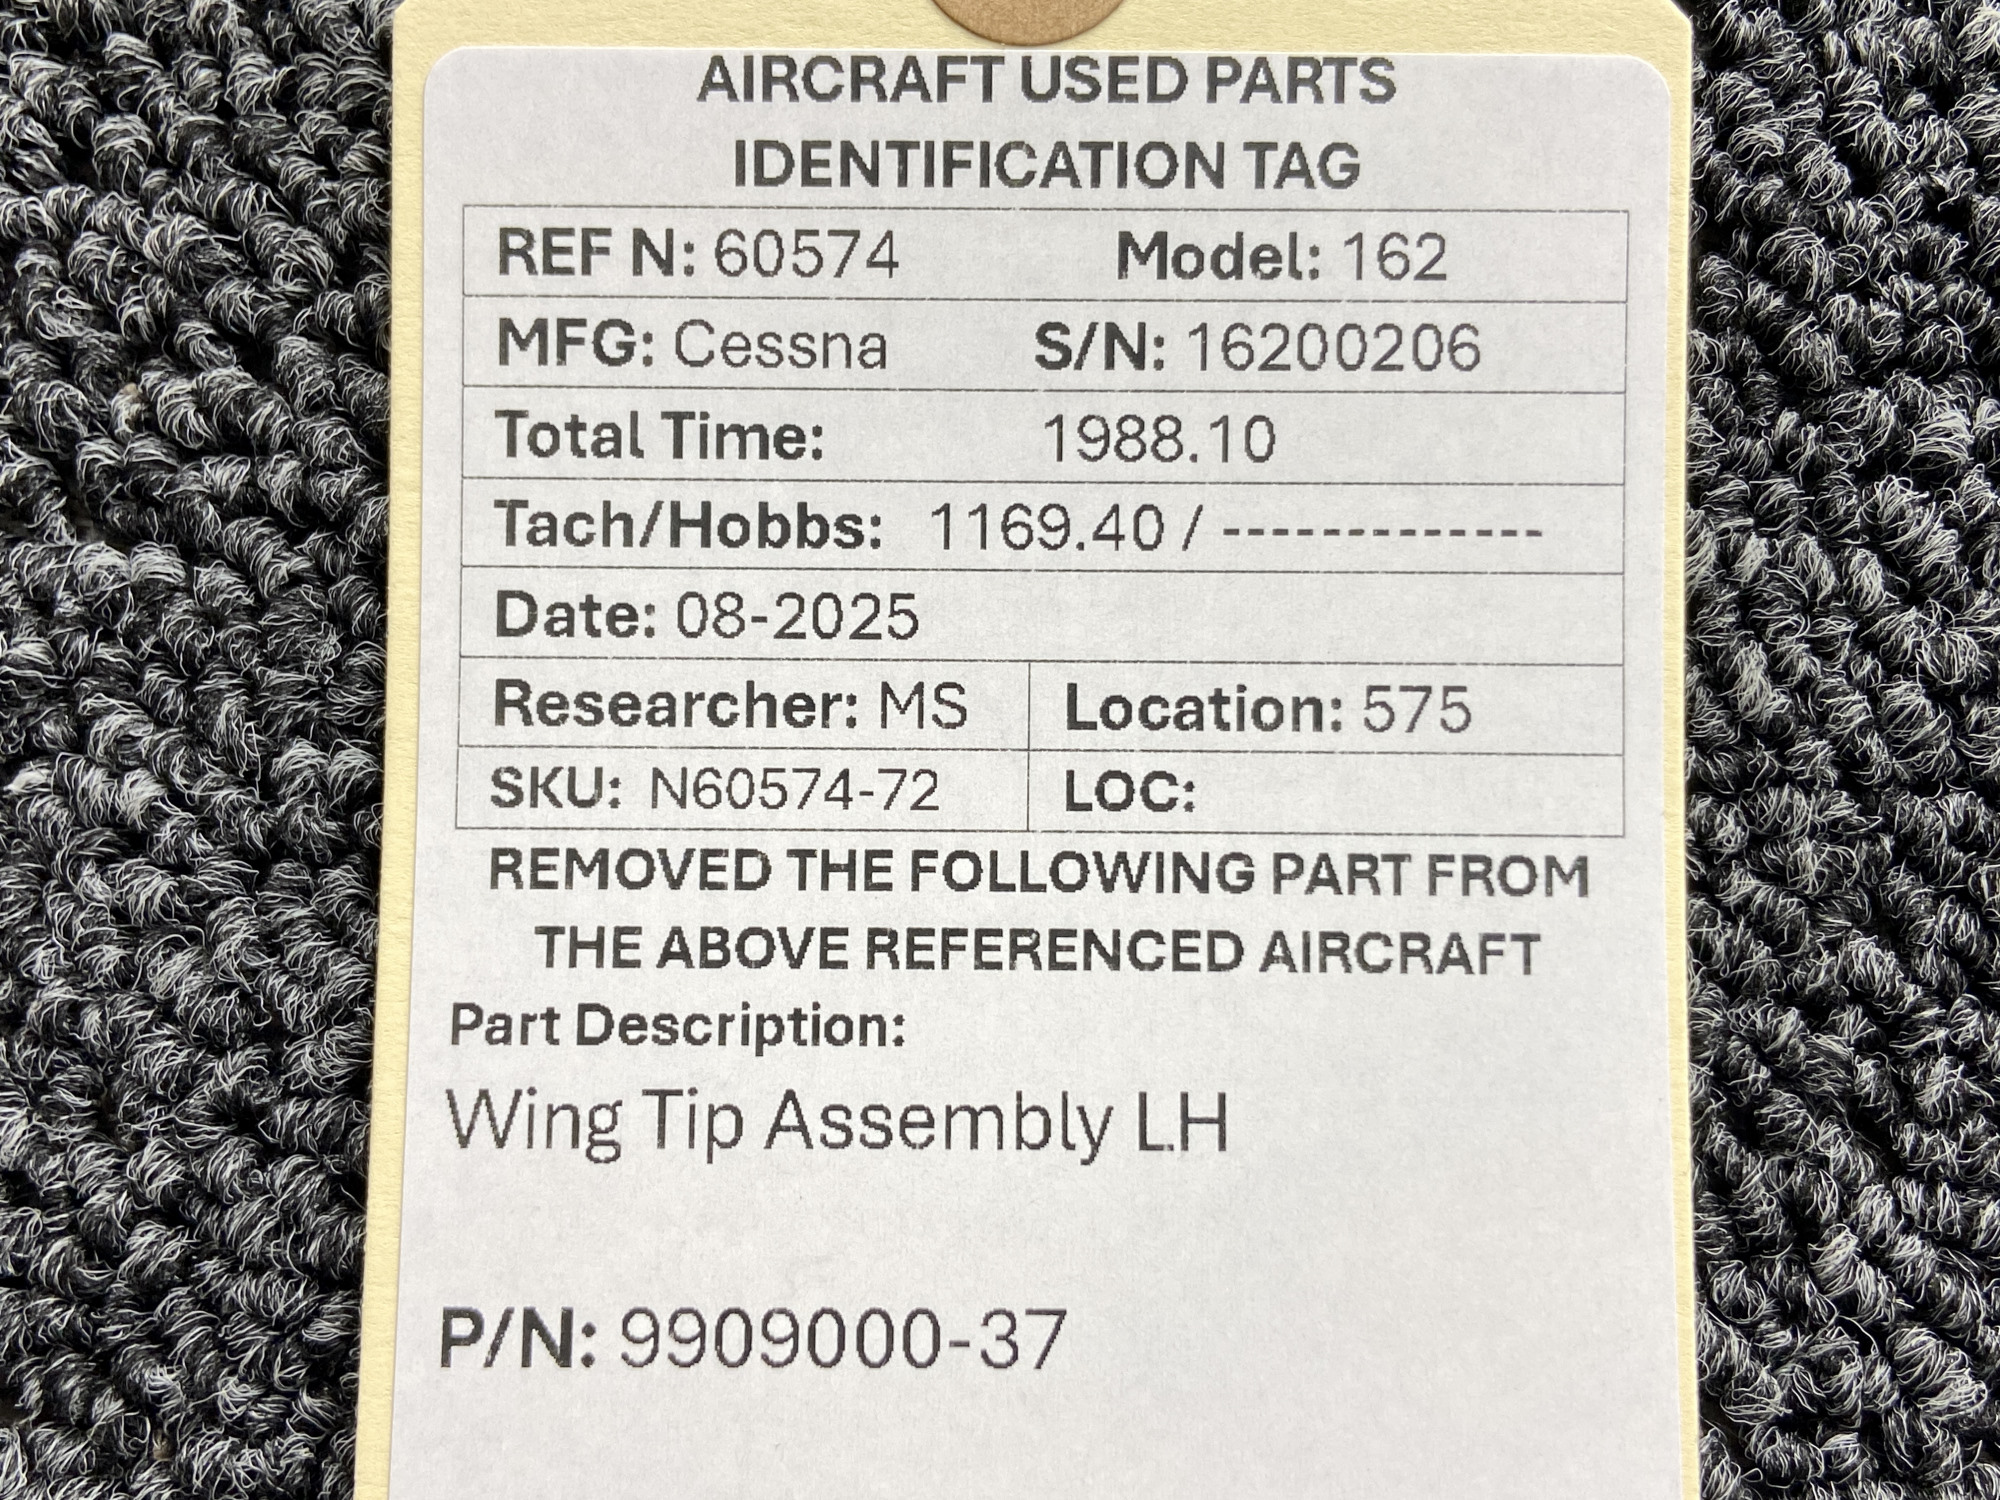 AIRCRAFT USED PARTS
IDENTIFICATION TAG
REF N: 60574 Model: 162
MFG: Cessna S/N: 16200206
Total Time: 1988.10
Tach/Hobbs: 1169.40 / -------------
Date: 08-2025
Researcher: MS Location: 575
SKU: N60574-72 LOC:
REMOVED THE FOLLOWING PART FROM
THE ABOVE REFERENCED AIRCRAFT
Part Description:
Wing Tip Assembly LH
P/N: 9909000-37